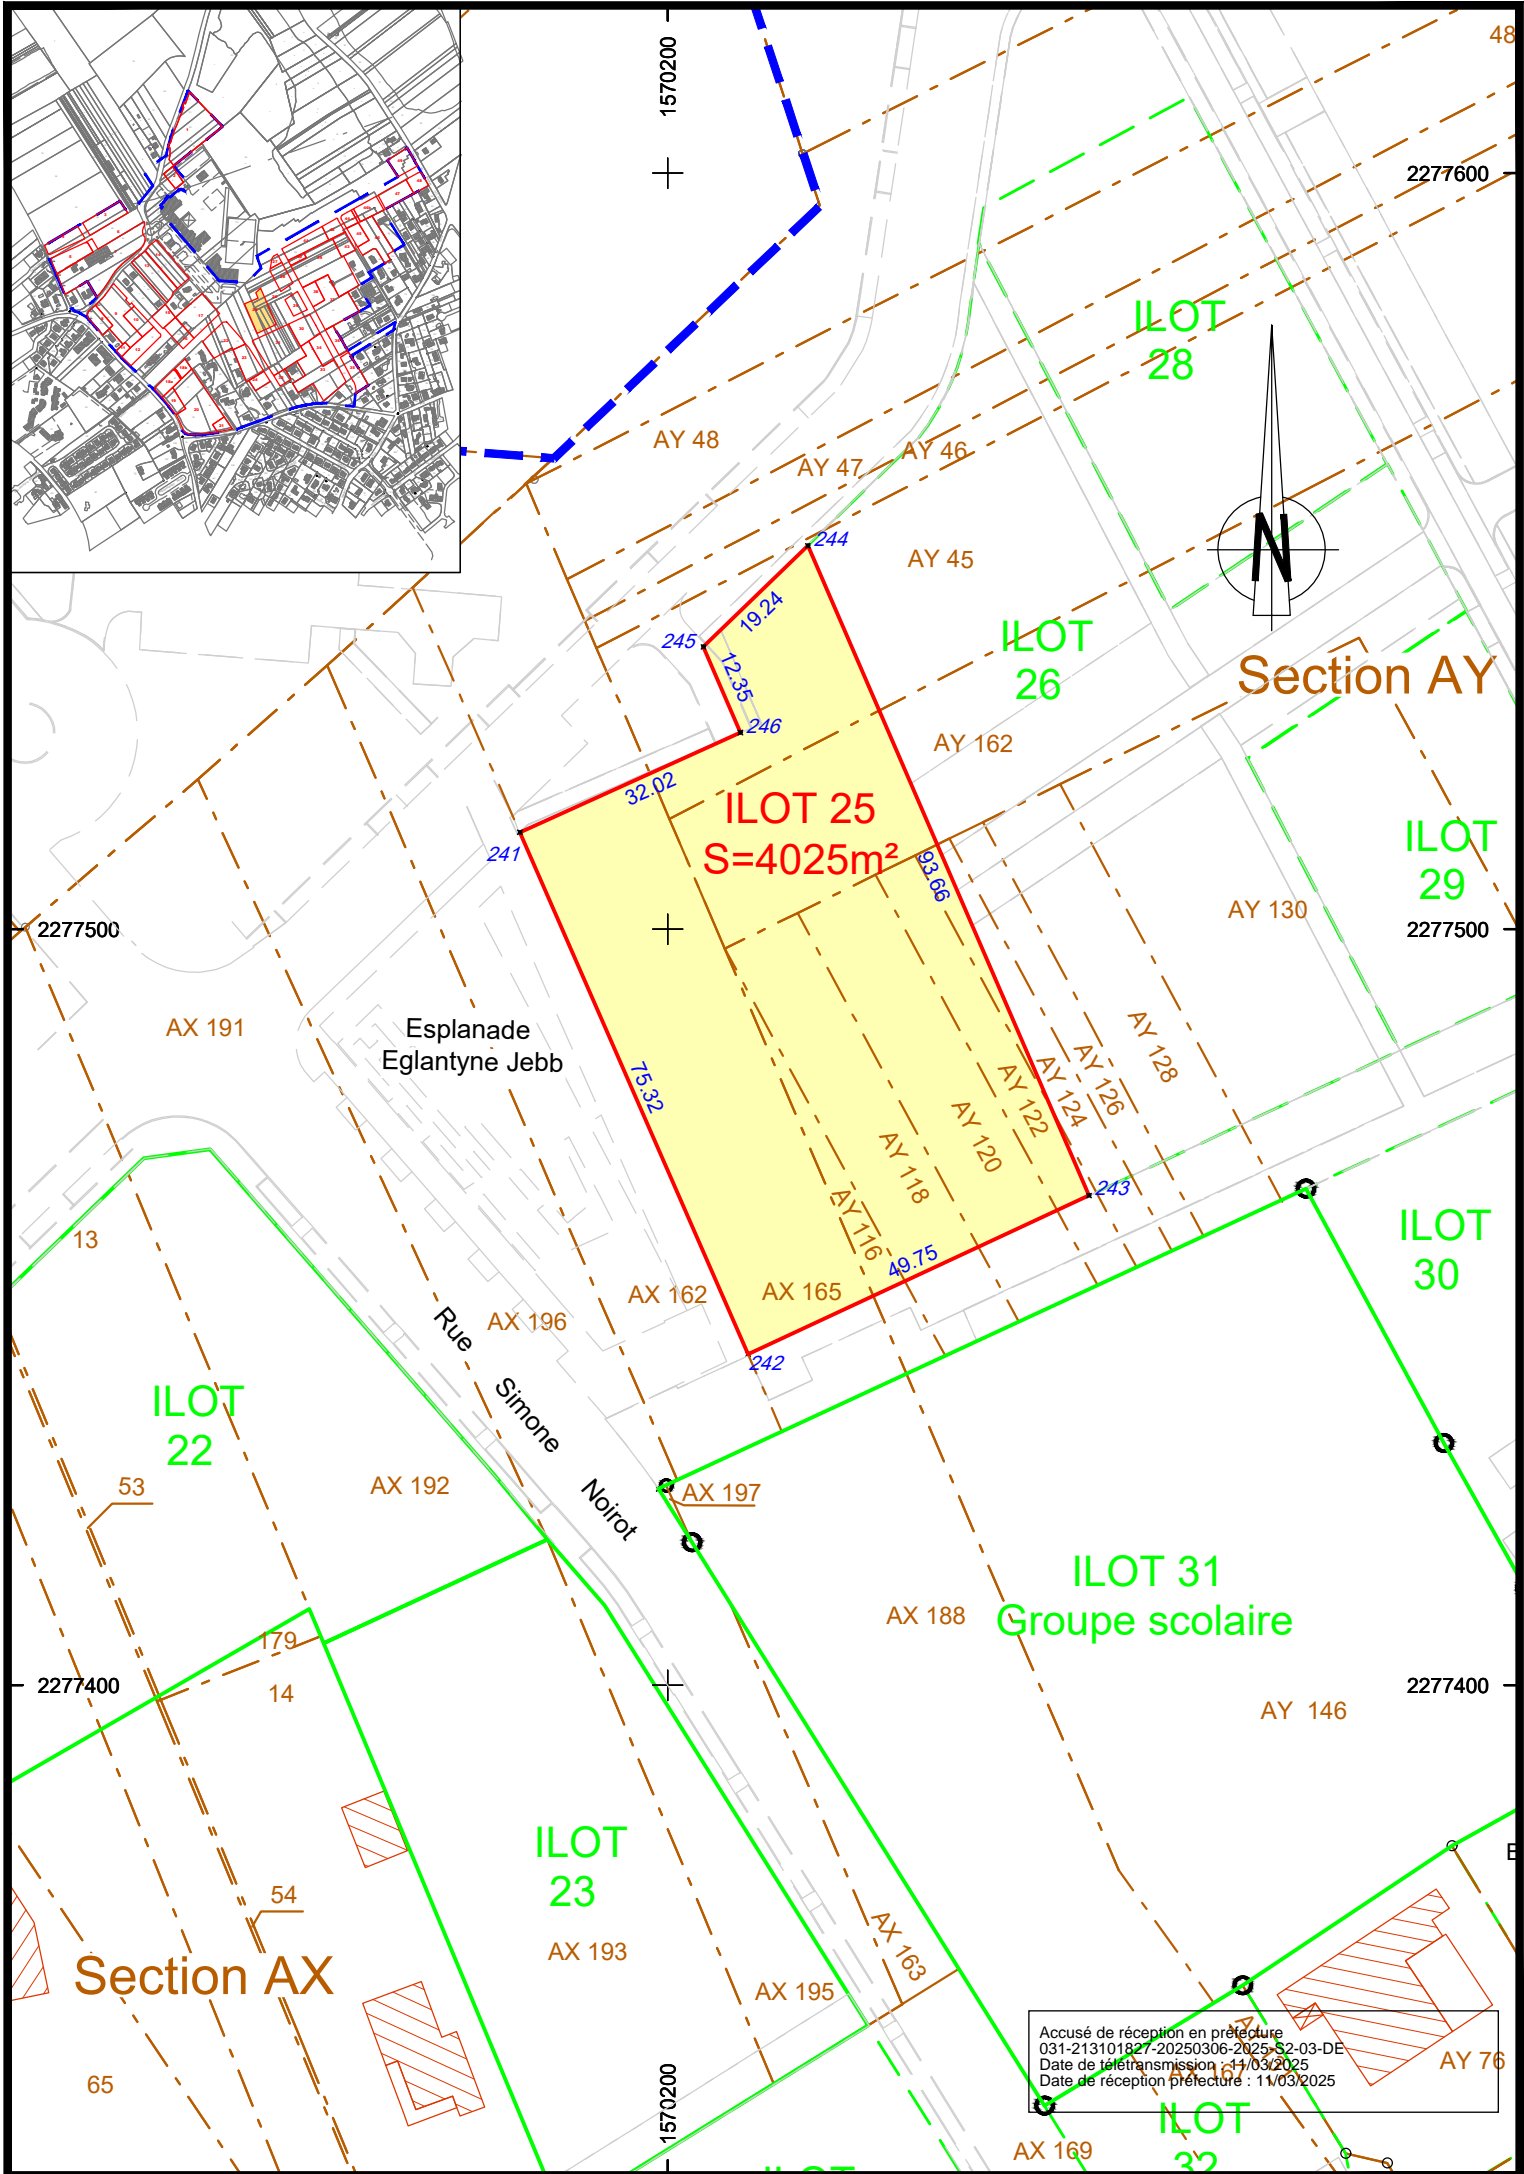 1570200
48
2277600
ILOT
28
AY 48
AY 47
AY 46
244
AY 45
N
19.24
245
12.35
ILOT
26
Section AY
246
AY 162
32.02
ILOT 25
S=4025m²
241
93.66
ILOT
29
AY 130
2277500
2277500
AX 191
Esplanade
Eglantyne Jebb
75.32
AY 128
AY 126
AY 124
AY 122
AY 120
AY 118
AY 116
243
13
49.75
ILOT
30
AX 162
AX 165
AX 196
Rue
Simone
Noirot
242
ILOT
22
53
AX 192
AX 197
ILOT 31
Groupe scolaire
AX 188
179
14
2277400
2277400
AY 146
ILOT
23
54
AX 193
AX 163
Section AX
AX 195
65
Accusé de réception en préfecture
031-213101827-20250306-2025-S2-03-DE
Date de télétransmission : 11/03/2025
Date de réception préfecture : 11/03/2025
AX 167
AY 76
1570200
AX 169
ILOT
32
ILOT